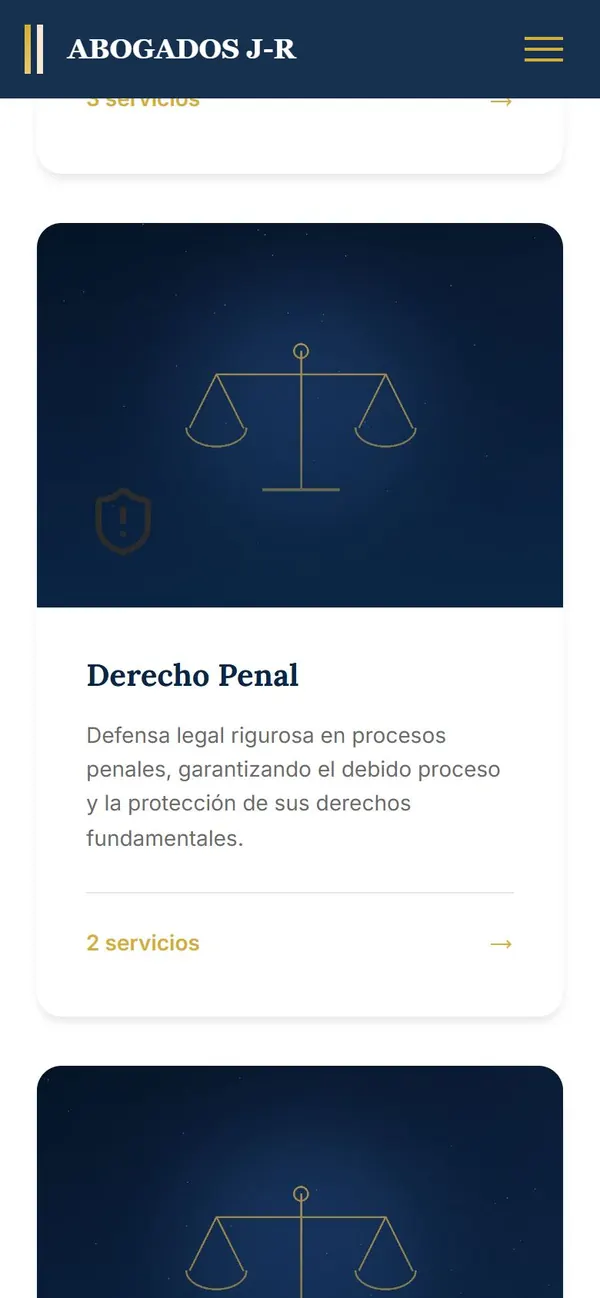 ABOGADOS J-R
3 servicios →
Derecho Penal
Defensa legal rigurosa en procesos
penales, garantizando el debido proceso
y la protección de sus derechos
fundamentales.
2 servicios →